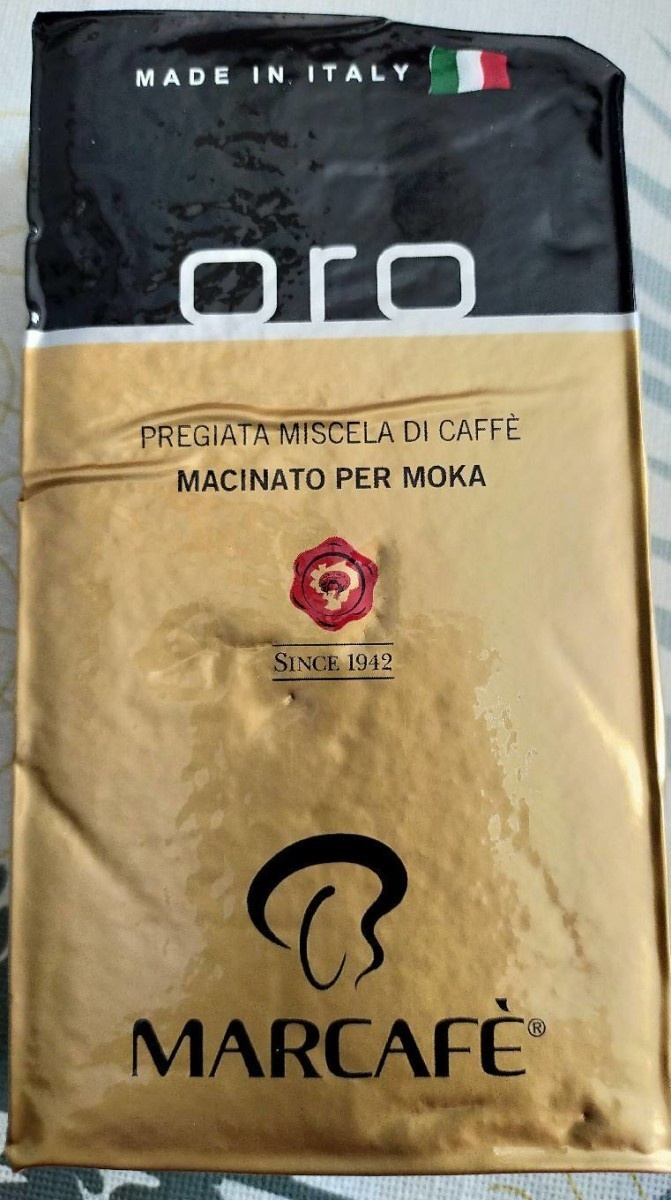 MADE IN ITALY
oro
PREGIATA MISCELA DI CAFFÈ
MACINATO PER MOKA
SINCE 1942
MARCAFÈ®